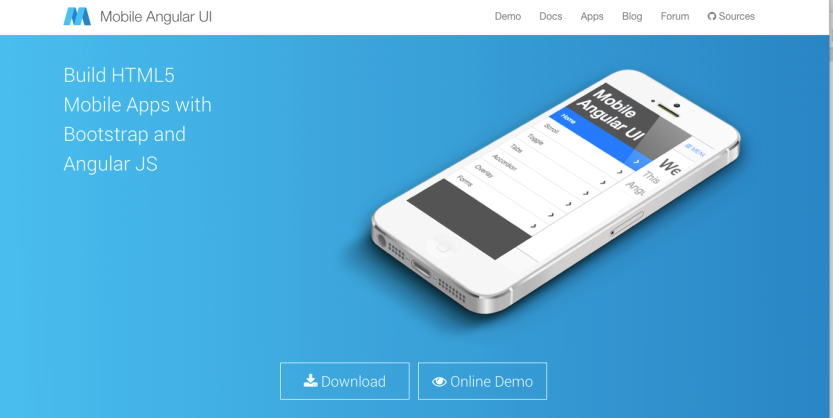 Mobile Angular UI
Demo
Docs
Apps
Blog
Forum
Sources
Build HTML5
Mobile Apps with
Bootstrap and
Angular JS
Mobile
Angular UI
Home
Scroll
Toggle
Tabs
Accordion
Overlay
Forms
MENU
We
This
Angu
Download
Online Demo